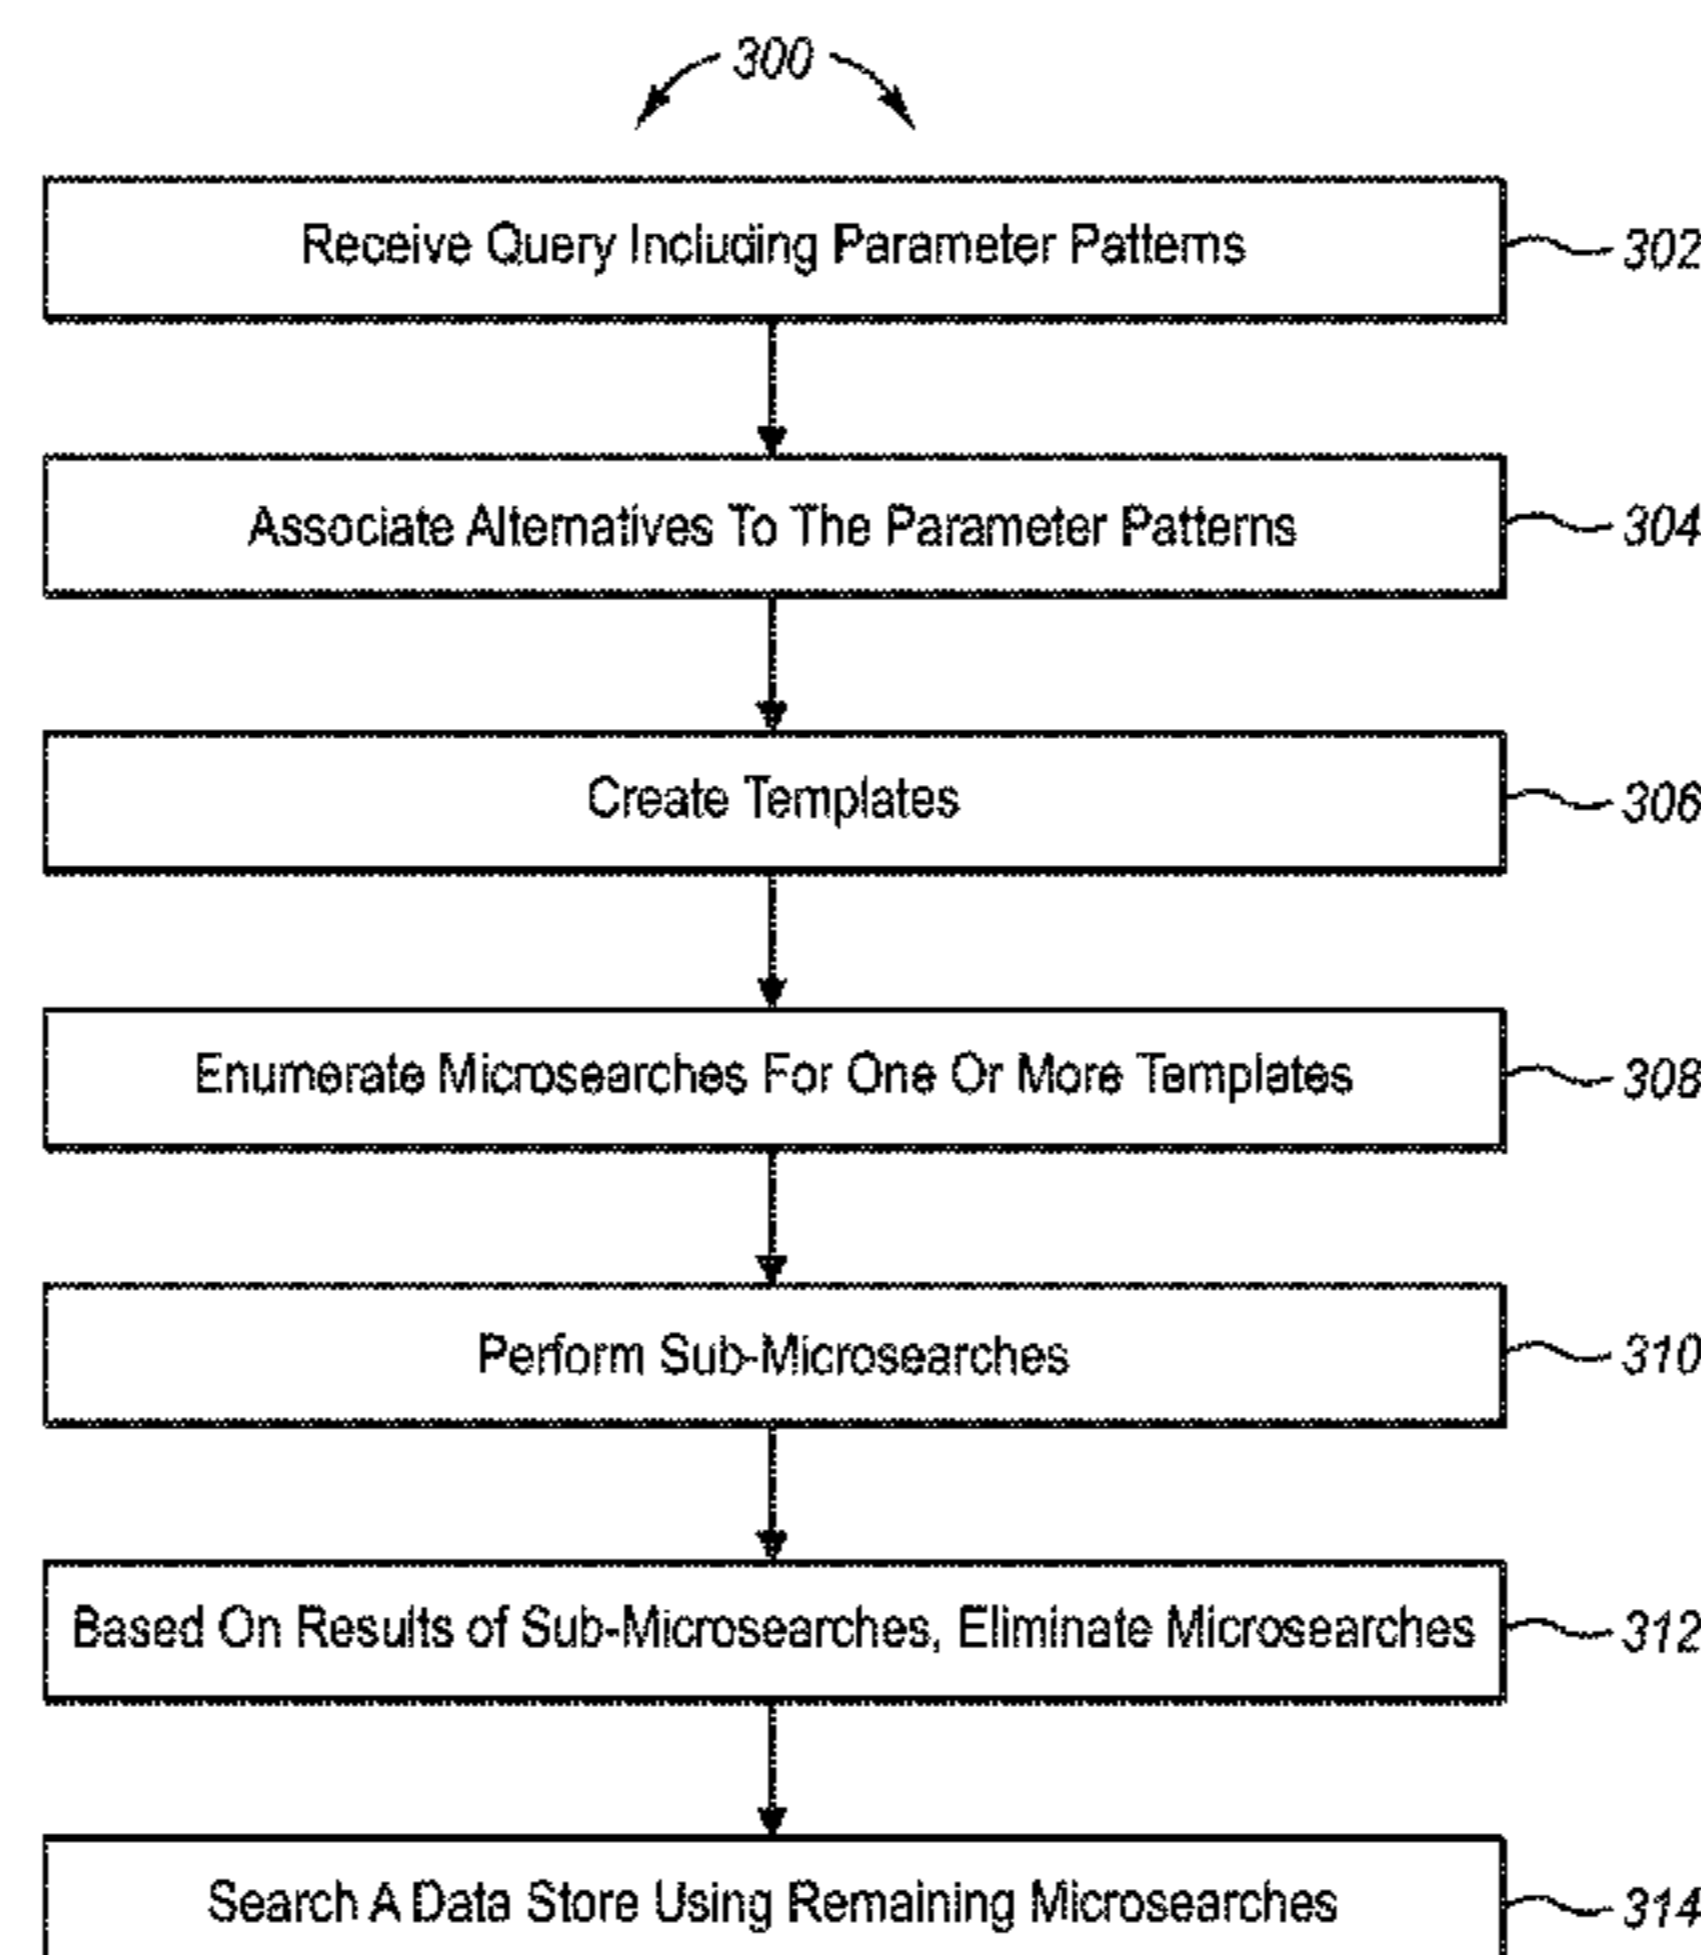 300
Receive Query Including Parameter Patterns
302
Associate Alternatives To The Parameter Patterns
304
Create Templates
306
Enumerate Microsearches For One Or More Templates
308
Perform Sub-Microsearches
310
Based On Results of Sub-Microsearches, Eliminate Microsearches
312
Search A Data Store Using Remaining Microsearches
314